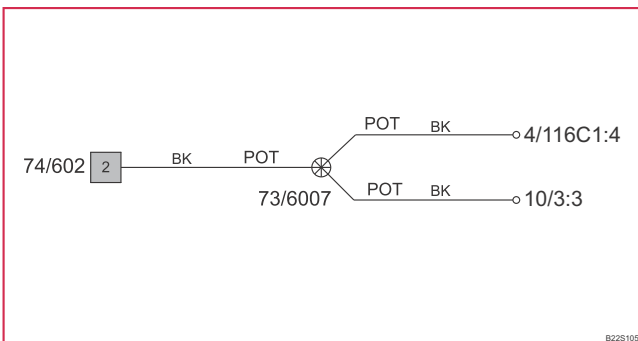 POT BK 4/116C1:4
74/602 2 BK POT
73/6007 POT BK 10/3:3
B22S105